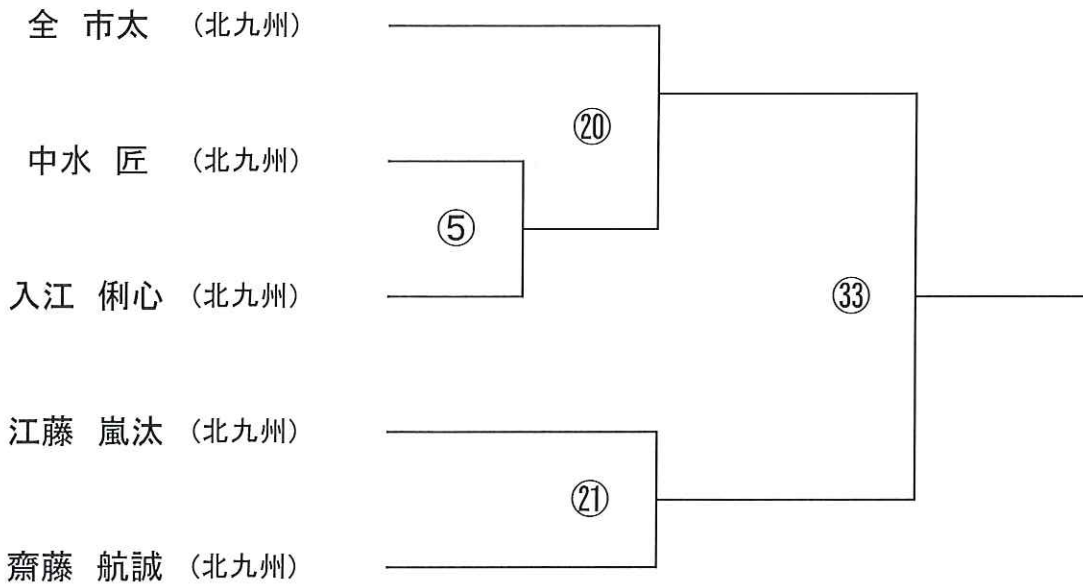 全 市太 （北九州）
⑳
中水 匠 （北九州）
⑤
入江 俐心 （北九州）
㉝
江藤 嵐汰 （北九州）
㉑
齋藤 航誠 （北九州）